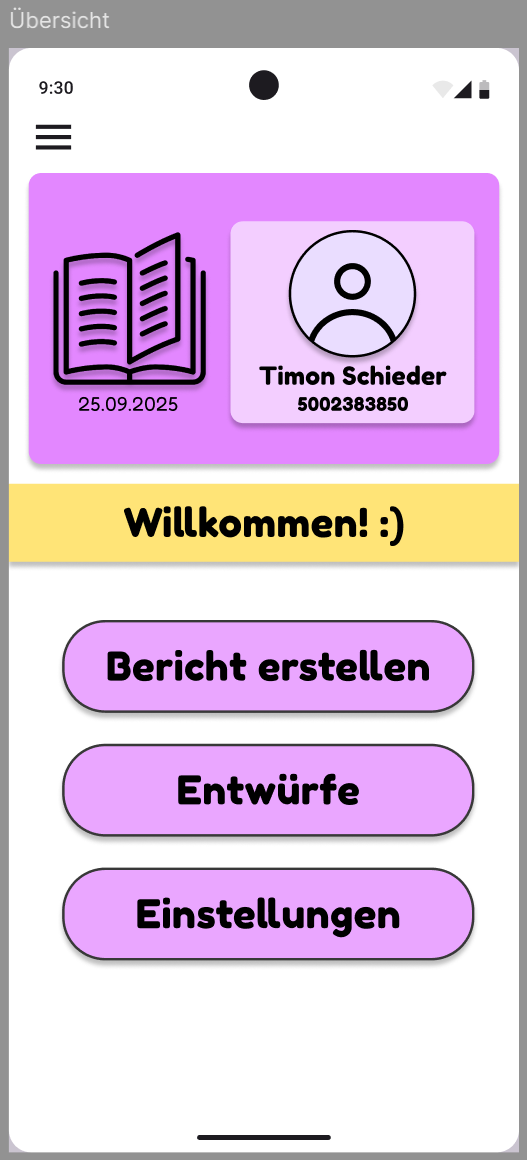 Übersicht
9:30
25.09.2025
Timon Schieder
5002383850
Willkommen! :)
Bericht erstellen
Entwürfe
Einstellungen